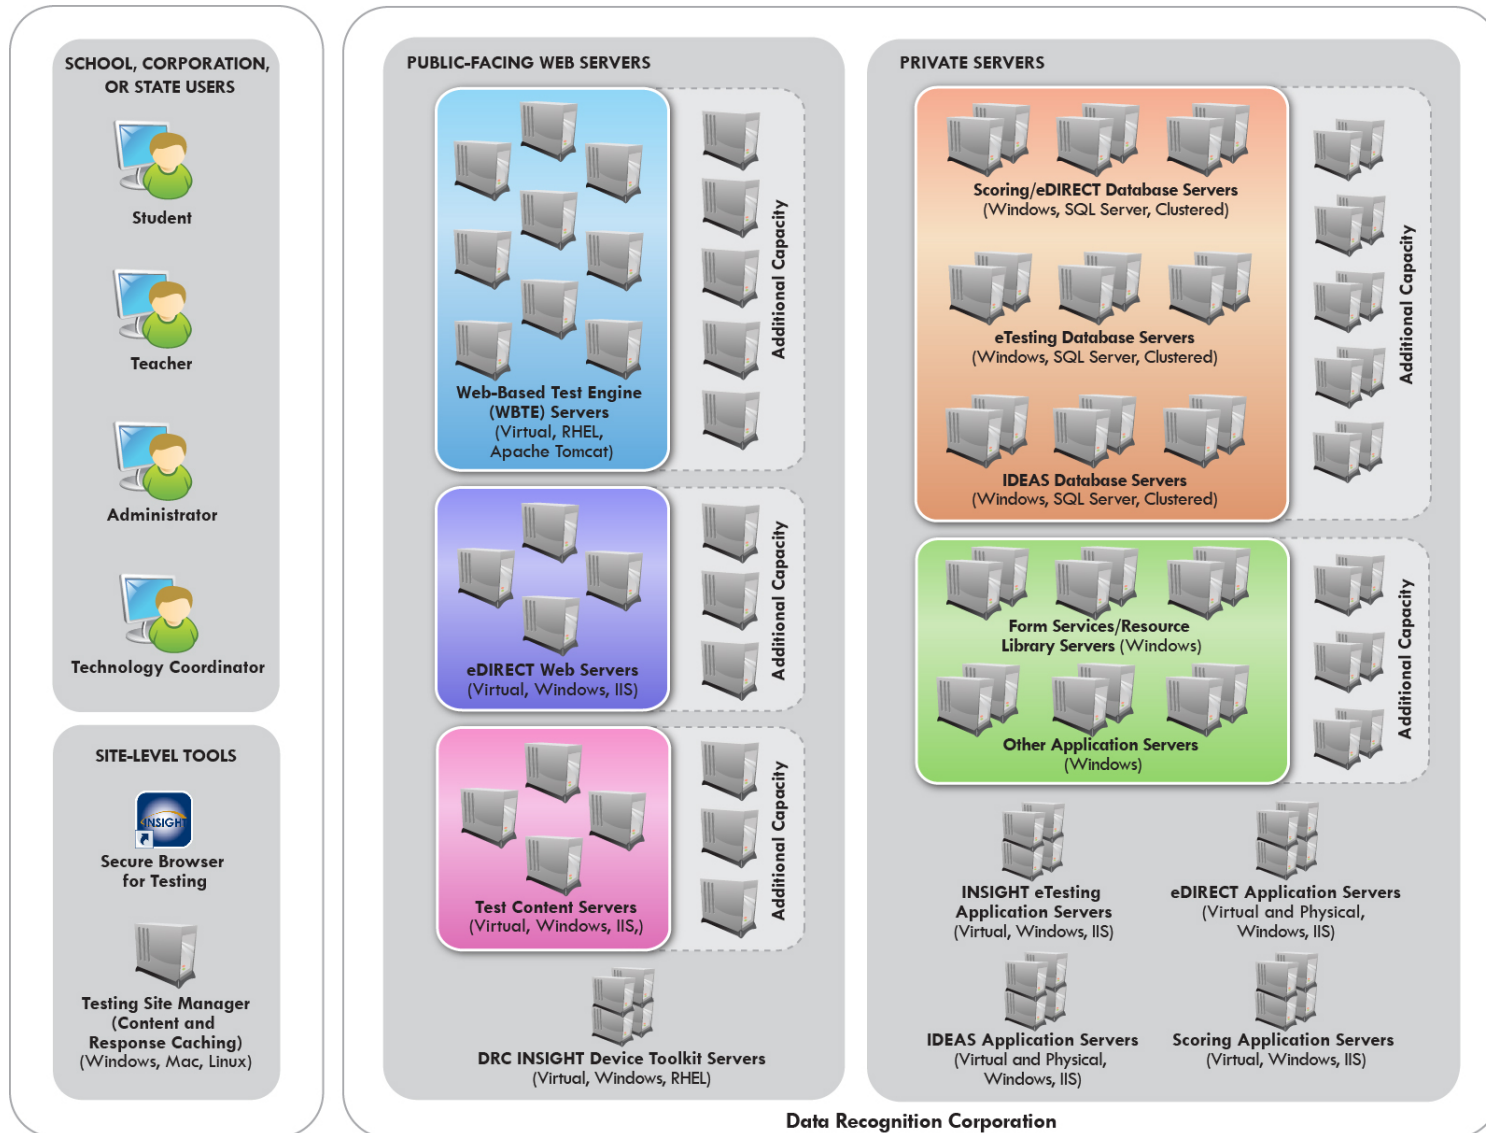 SCHOOL, CORPORATION,
OR STATE USERS
Student
Teacher
Administrator
Technology Coordinator
SITE-LEVEL TOOLS
INSIGHT
Secure Browser
for Testing
Testing Site Manager
(Content and
Response Caching)
(Windows, Mac, Linux)
PUBLIC-FACING WEB SERVERS
Web-Based Test Engine
(WBTE) Servers
(Virtual, RHEL,
Apache Tomcat)
Additional Capacity
eDIRECT Web Servers
(Virtual, Windows, IIS)
Additional Capacity
Test Content Servers
(Virtual, Windows, IIS,)
Additional Capacity
DRC INSIGHT Device Toolkit Servers
(Virtual, Windows, RHEL)
PRIVATE SERVERS
Scoring/eDIRECT Database Servers
(Windows, SQL Server, Clustered)
eTesting Database Servers
(Windows, SQL Server, Clustered)
IDEAS Database Servers
(Windows, SQL Server, Clustered)
Additional Capacity
Form Services/Resource
Library Servers (Windows)
Other Application Servers
(Windows)
Additional Capacity
INSIGHT eTesting
Application Servers
(Virtual, Windows, IIS)
eDIRECT Application Servers
(Virtual and Physical,
Windows, IIS)
IDEAS Application Servers
(Virtual and Physical,
Windows, IIS)
Scoring Application Servers
(Virtual, Windows, IIS)
Data Recognition Corporation